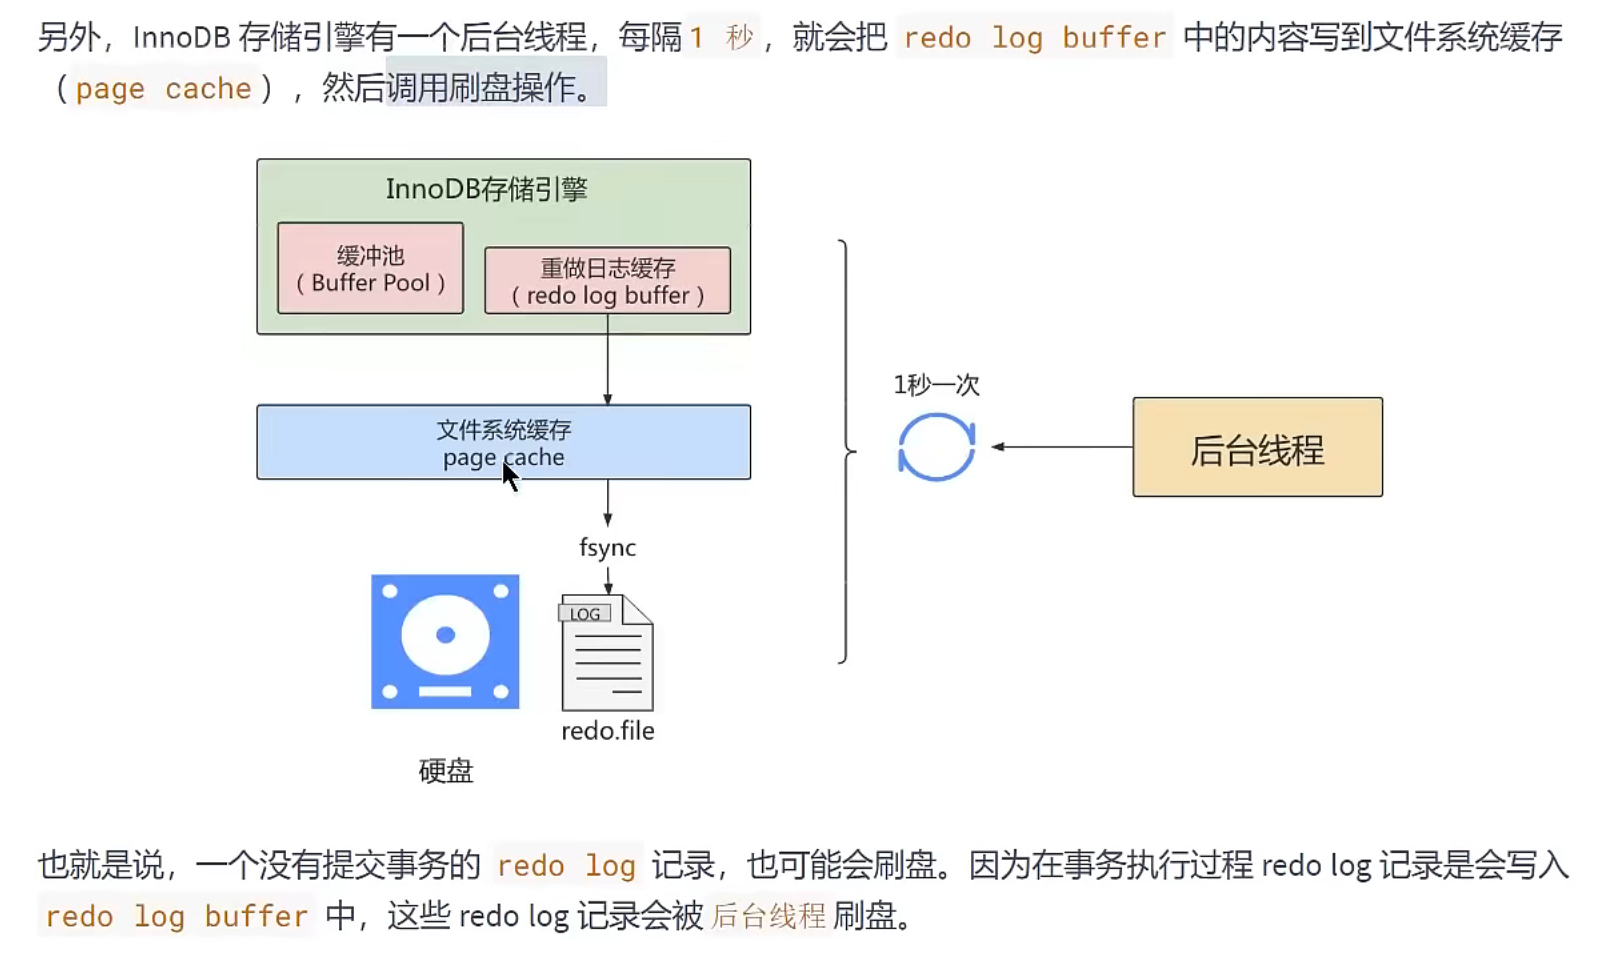 另外，InnoDB 存储引擎有一个后台线程，每隔1 秒，就会把 redo log buffer 中的内容写到文件系统缓存
（page cache），然后调用刷盘操作。
InnoDB存储引擎
缓冲池
（Buffer Pool）
重做日志缓存
（redo log buffer）
文件系统缓存
page cache
1秒一次
后台线程
fsync
LOG
redo.file
硬盘
也就是说，一个没有提交事务的 redo log 记录，也可能会刷盘。因为在事务执行过程 redo log 记录是会写入
redo log buffer 中，这些 redo log 记录会被后台线程刷盘。